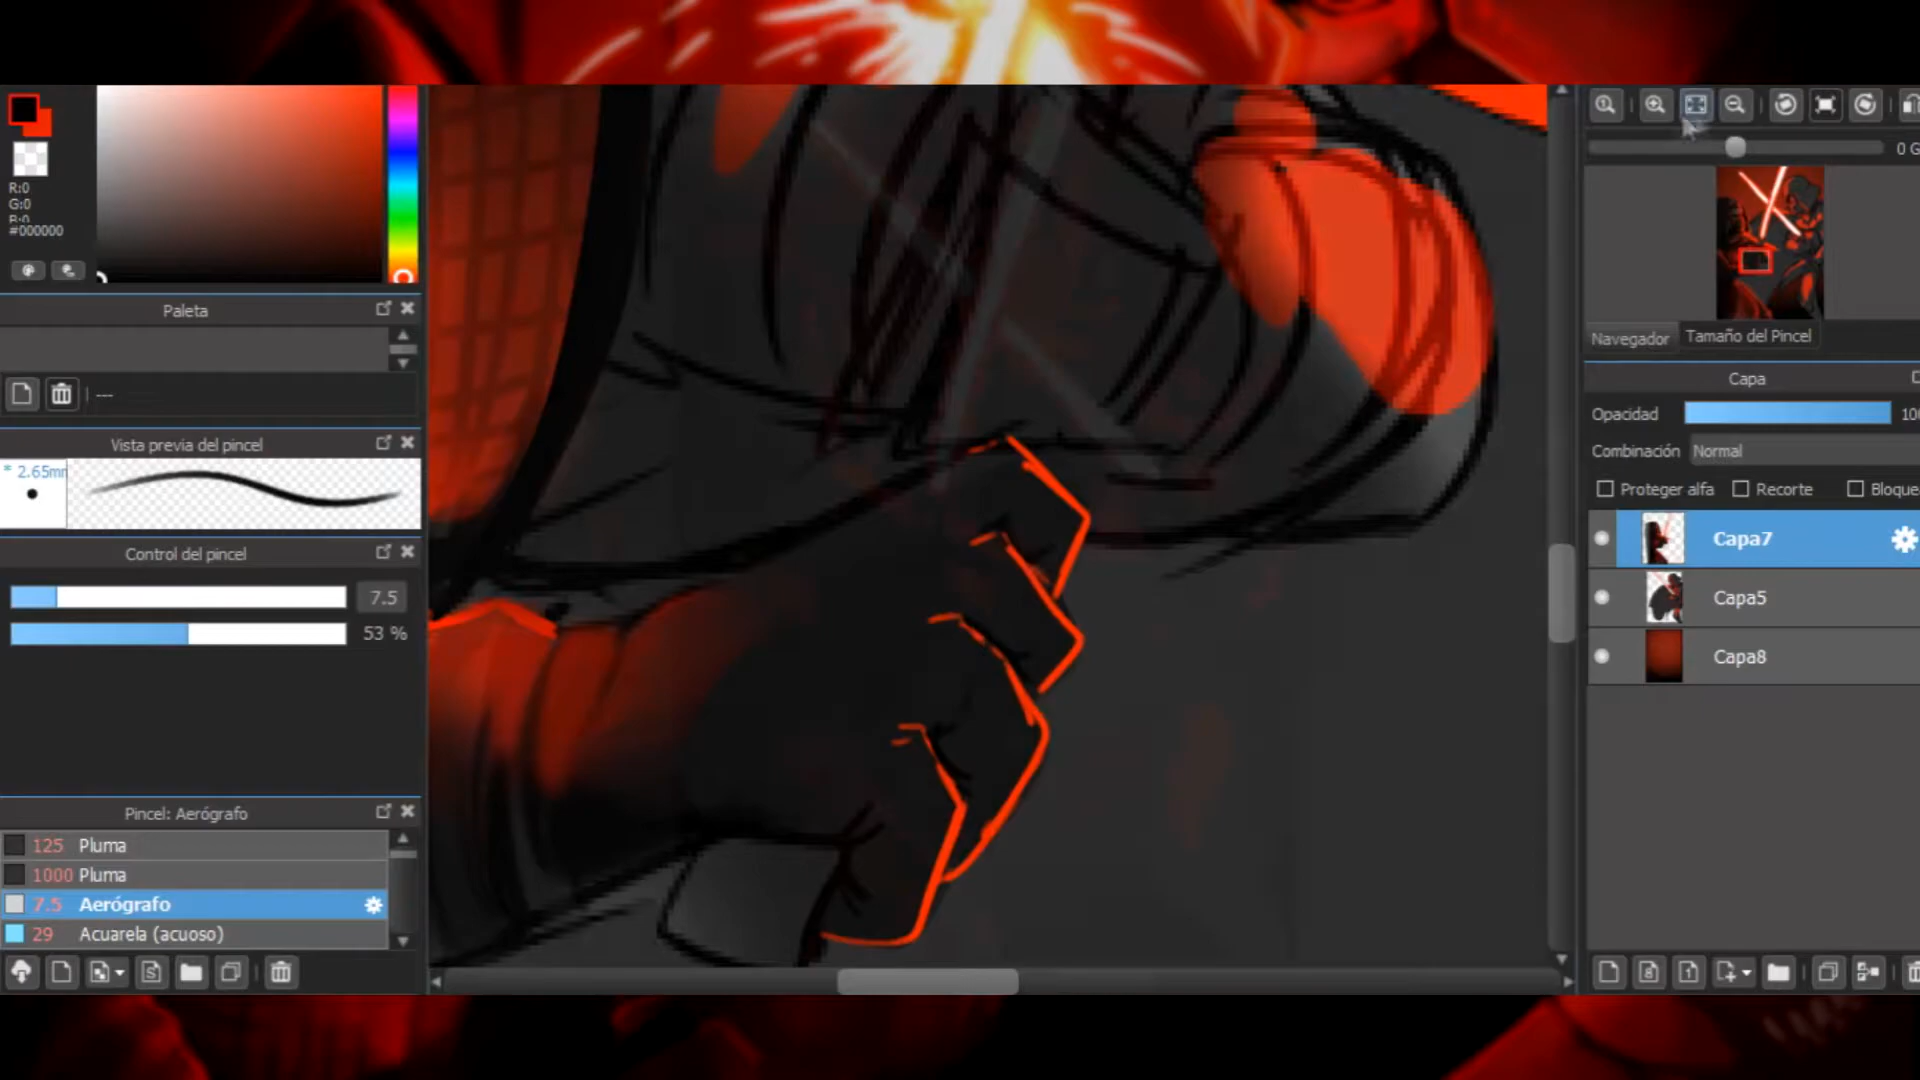 R:0
G:0
B:0
#000000
Paleta
---
Vista previa del pincel
* 2.65mm
Control del pincel
7.5
53 %
Pincel: Aerógrafo
125 Pluma
1000 Pluma
7.5 Aerógrafo
29 Acuarela (acuoso)
0 G
Navegador
Tamaño del Pincel
Capa
Opacidad
100
Combinación Normal
Proteger alfa
Recorte
Bloque
Capa7
Capa5
Capa8